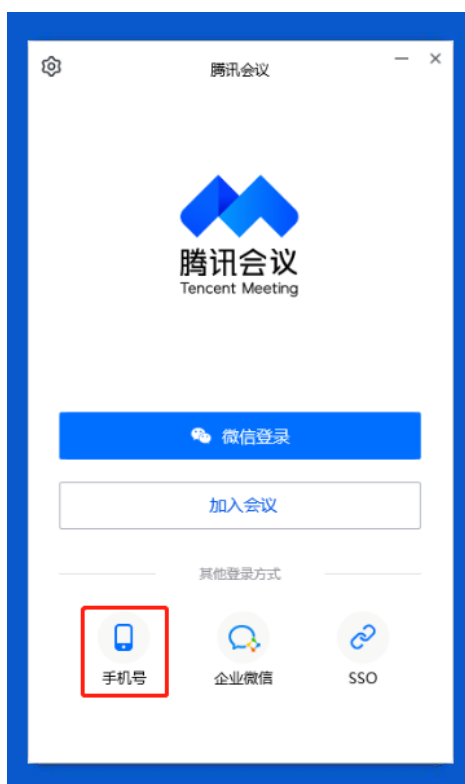 腾讯会议
腾讯会议
Tencent Meeting
微信登录
加入会议
其他登录方式
手机号 企业微信 SSO